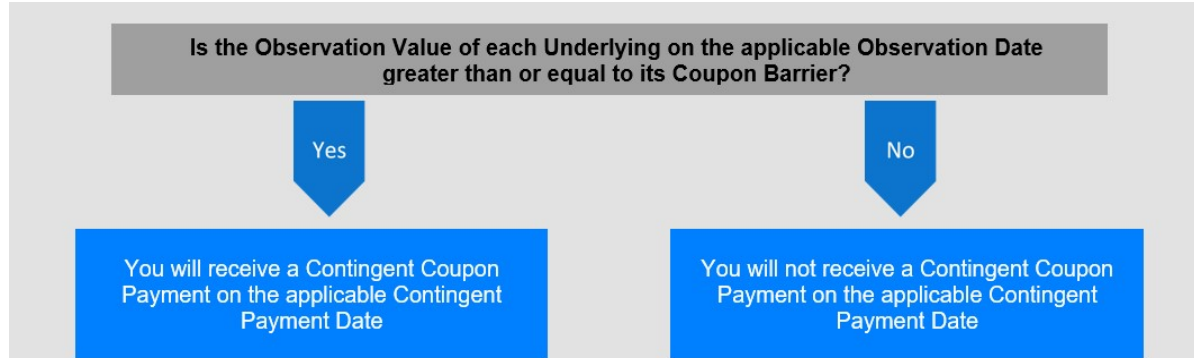 Is the Observation Value of each Underlying on the applicable Observation Date
greater than or equal to its Coupon Barrier?
Yes
No
You will receive a Contingent Coupon
Payment on the applicable Contingent
Payment Date
You will not receive a Contingent Coupon
Payment on the applicable Contingent
Payment Date